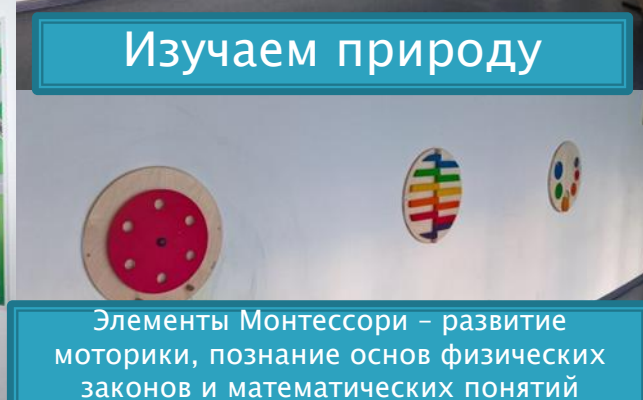 Изучаем природу
Элементы Монтессори – развитие
моторики, познание основ физических
законов и математических понятий